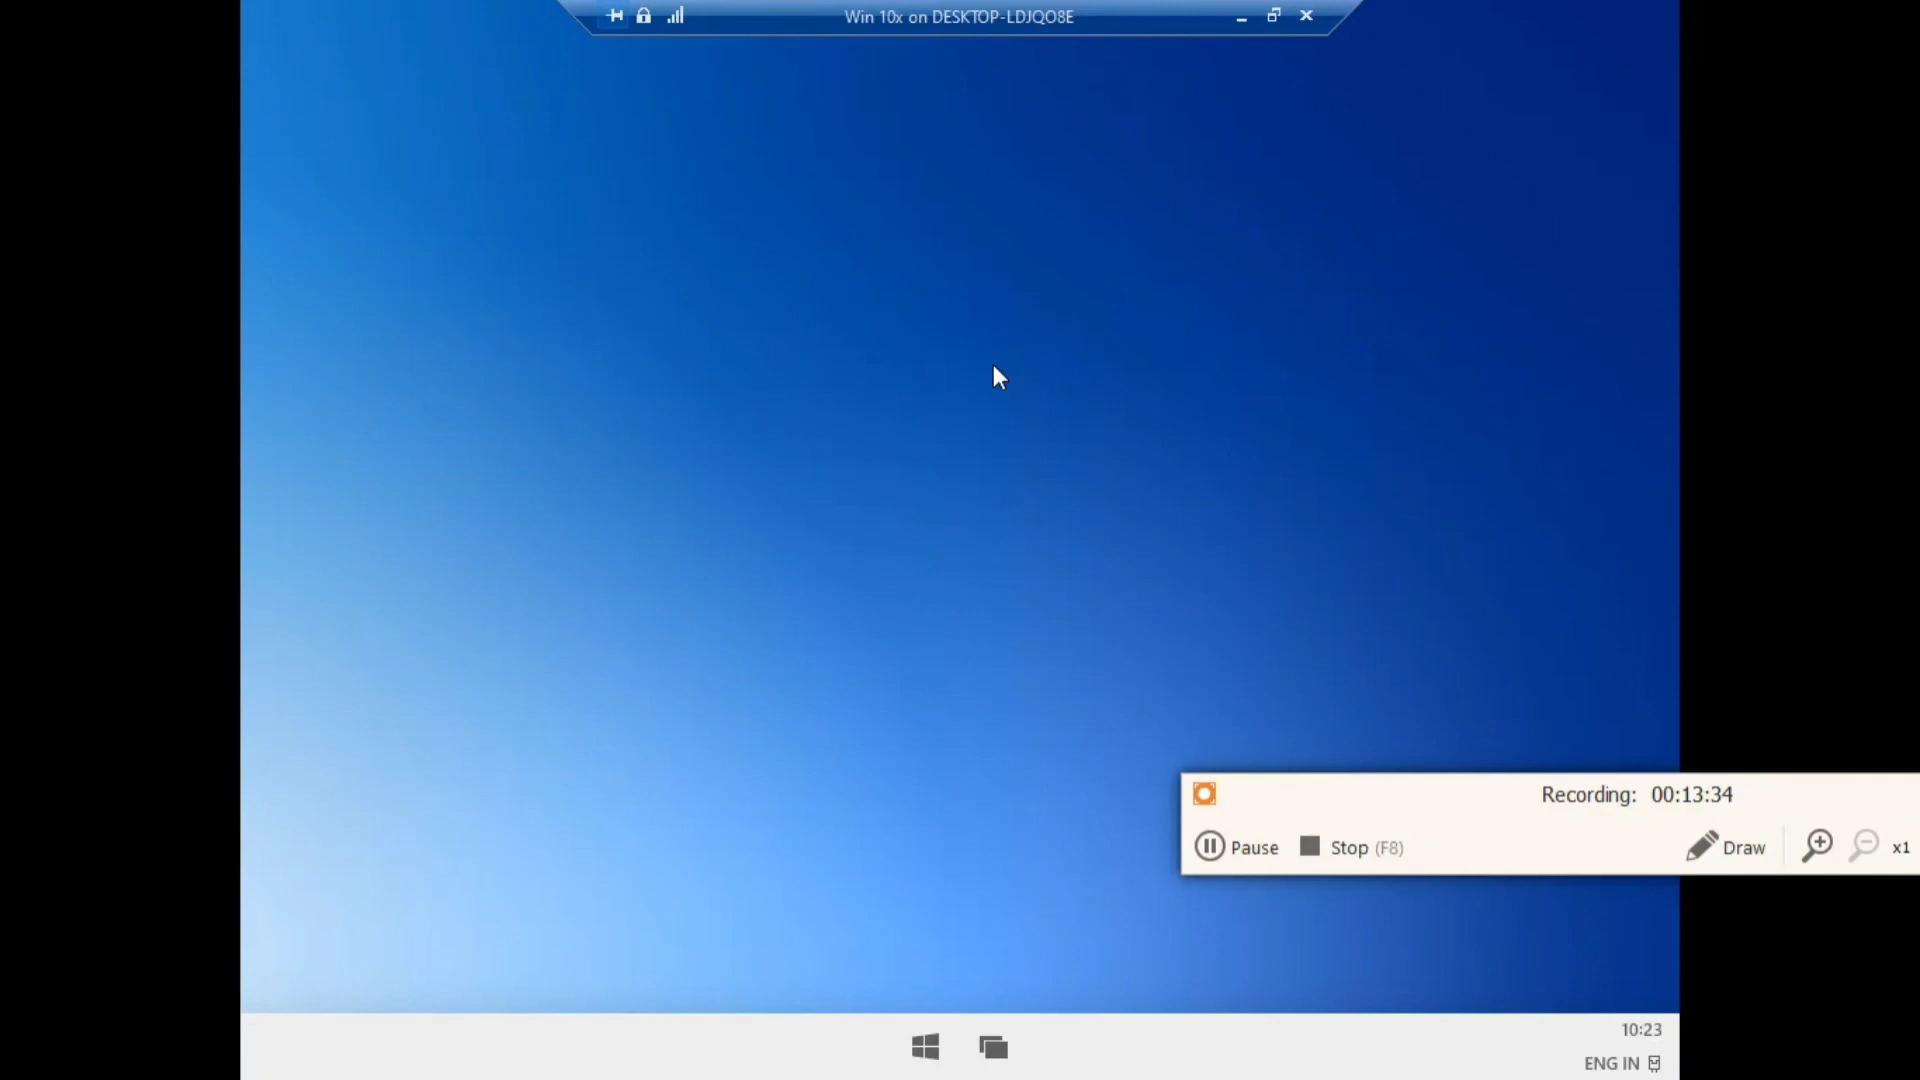 Win 10x on DESKTOP-LDJQO8E
Recording: 00:13:34
Pause Stop (F8) Draw x1
10:23
ENG IN